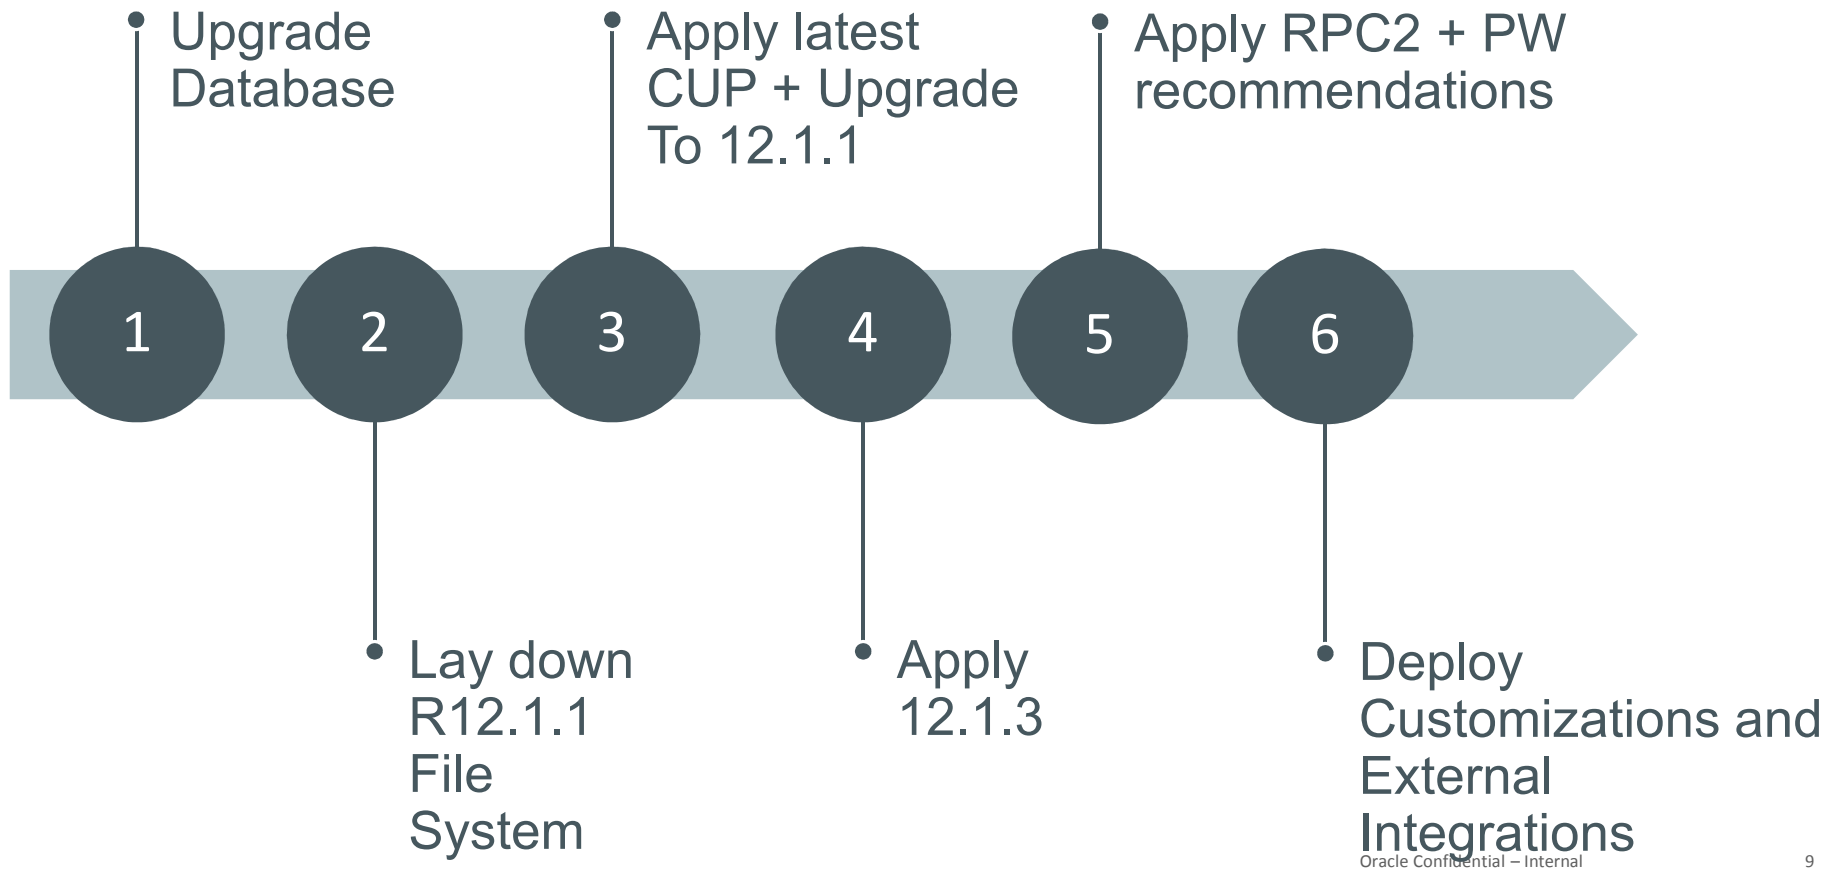 Upgrade
Database
Apply latest
CUP + Upgrade
To 12.1.1
Apply RPC2 + PW
recommendations
1
2
3
4
5
6
Lay down
R12.1.1
File
System
Apply
12.1.3
Deploy
Customizations and
External
Integrations
Oracle Confidential – Internal
9